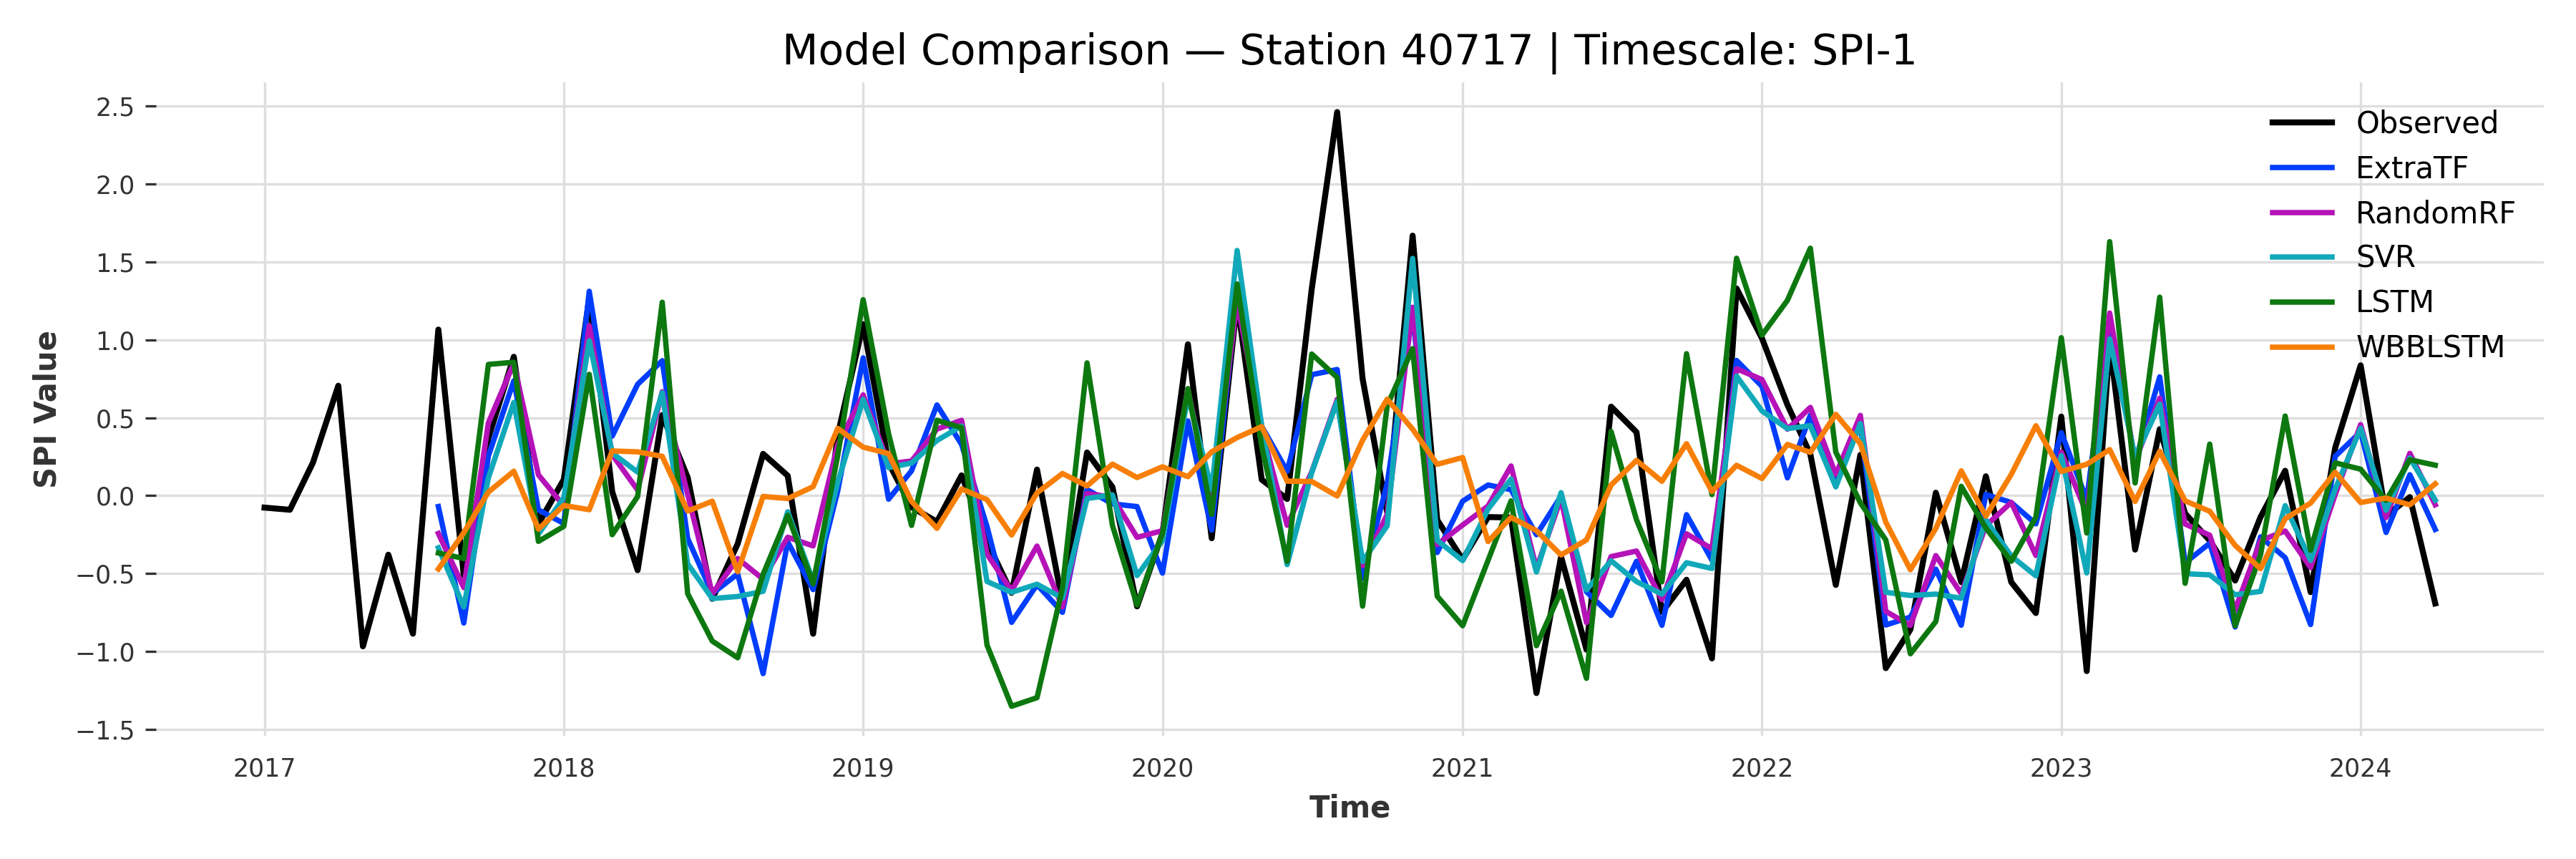 Model Comparison — Station 40717 | Timescale: SPI-1
SPI Value
2.5
2.0
1.5
1.0
0.5
0.0
−0.5
−1.0
−1.5
Observed
ExtraTF
RandomRF
SVR
LSTM
WBBLSTM
2017 2018 2019 2020 2021 2022 2023 2024
Time